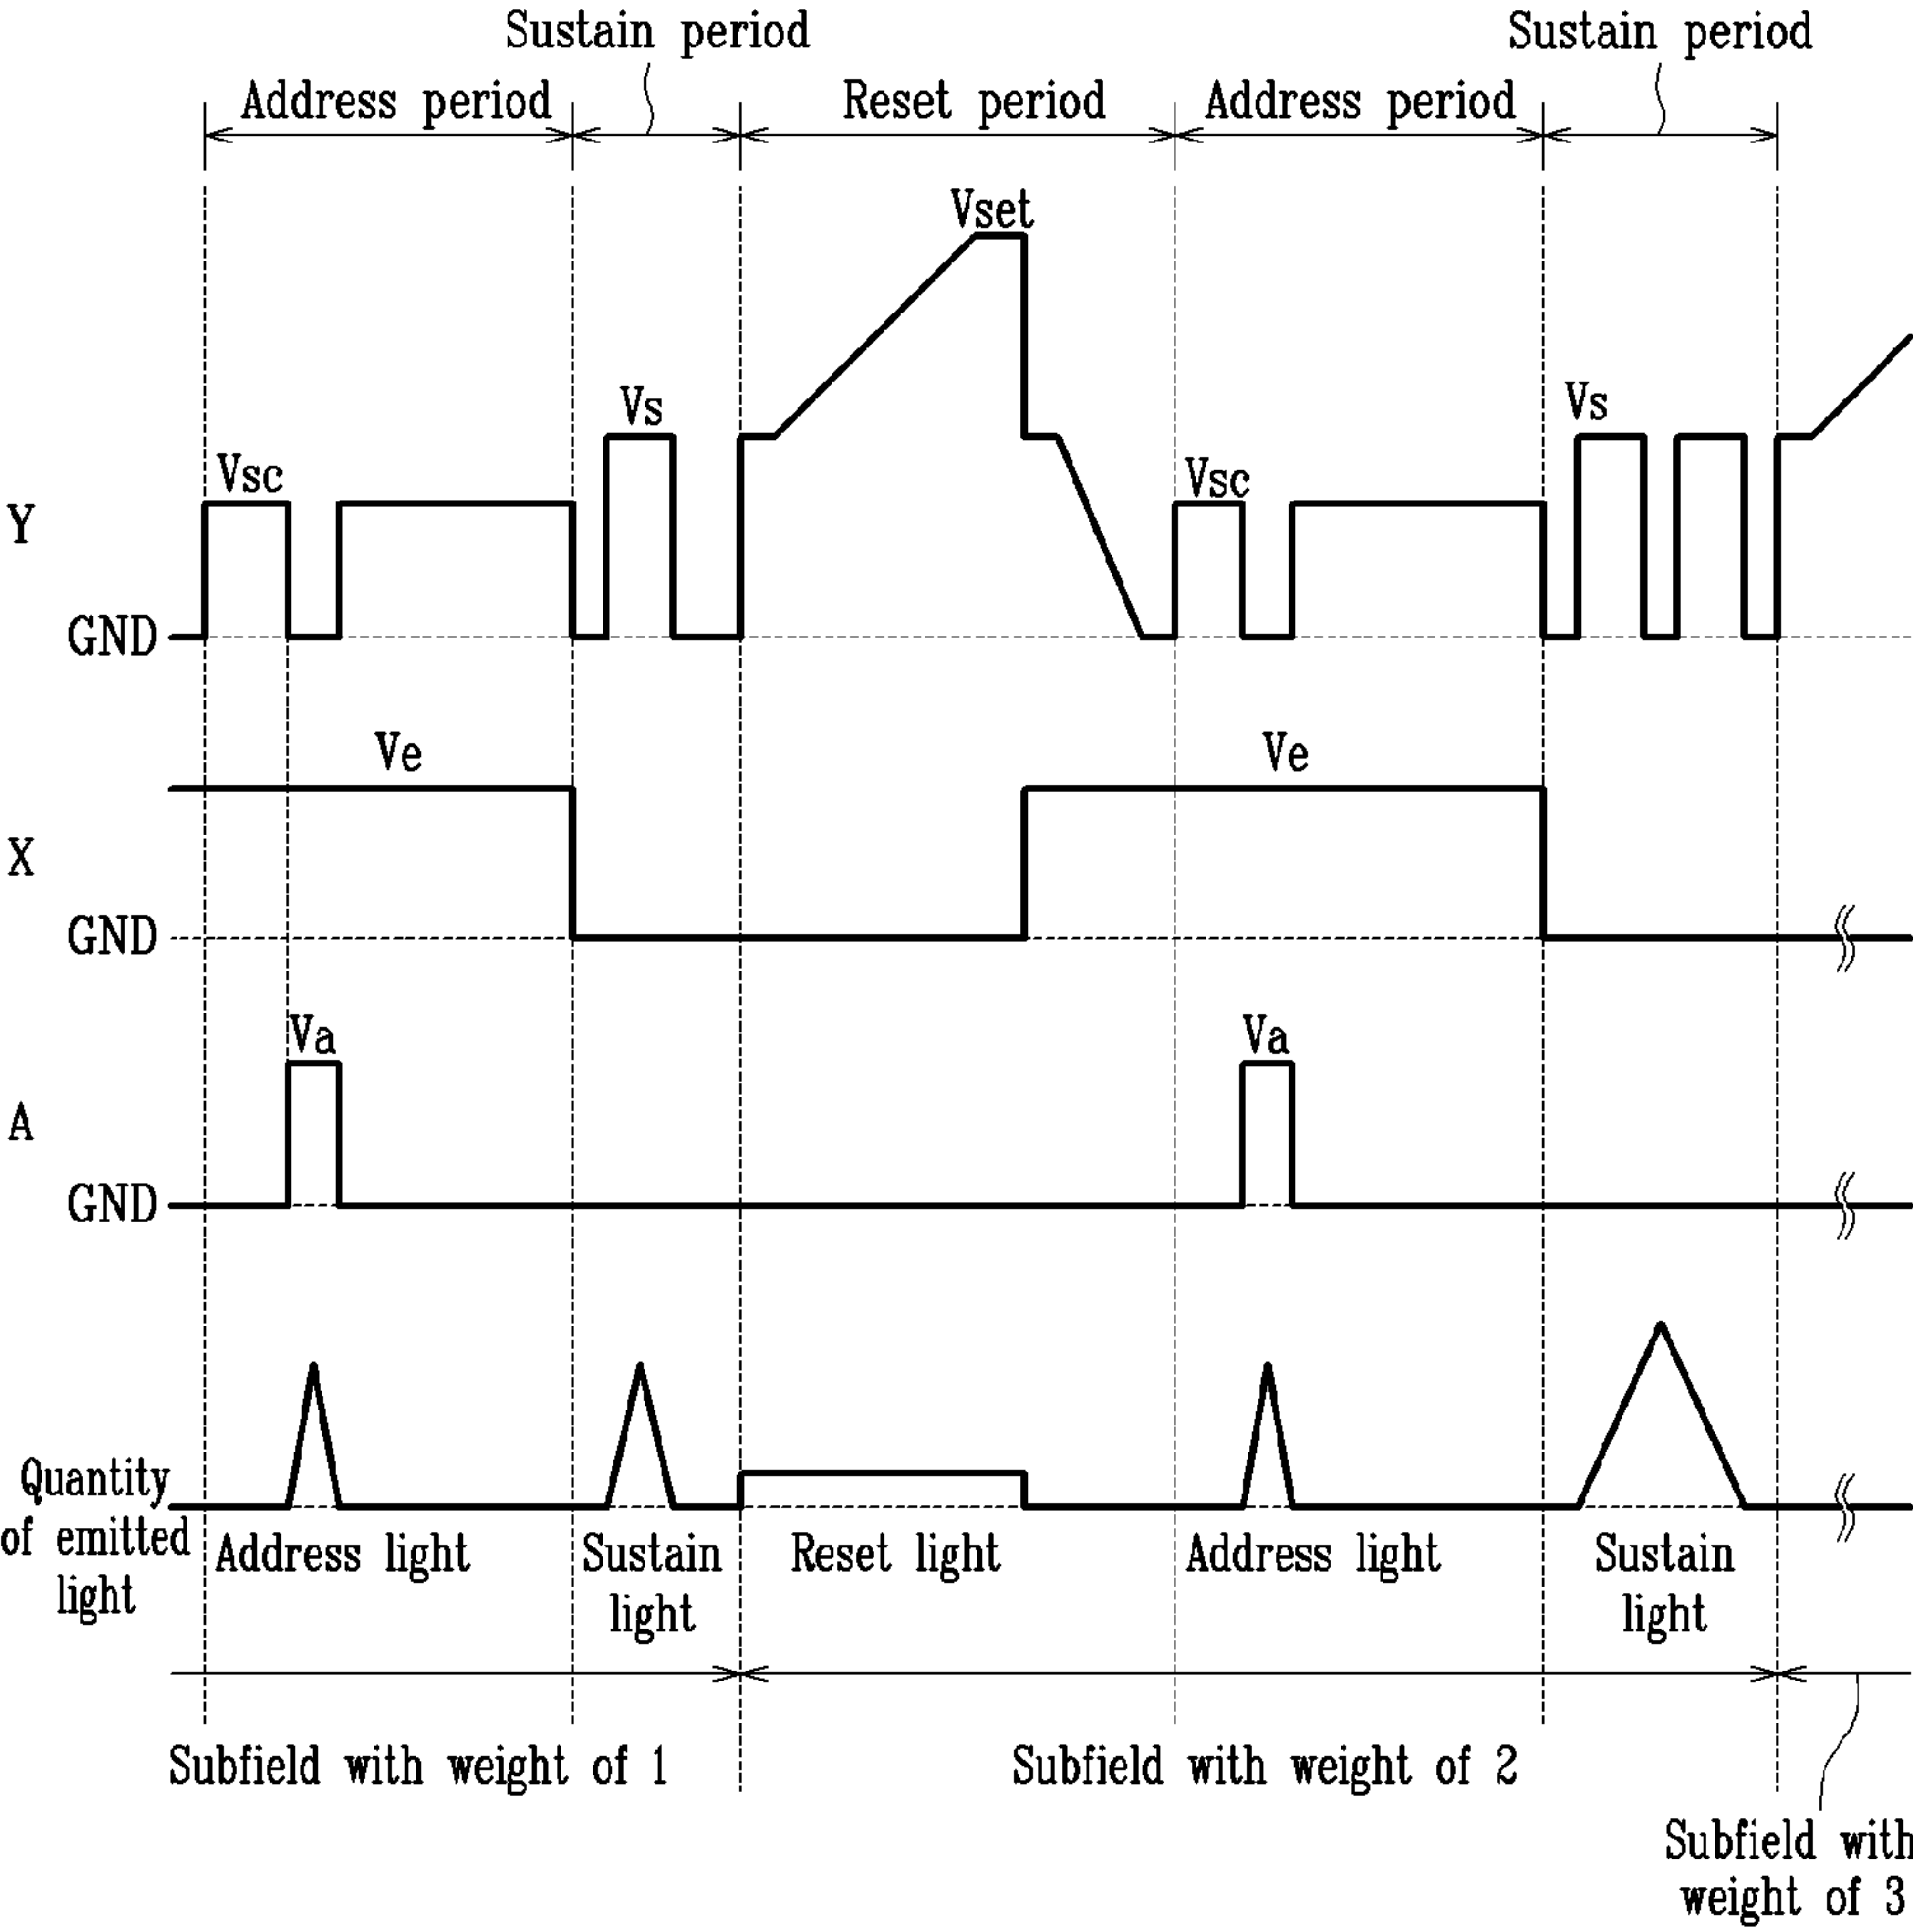 Sustain period
Sustain period
Address period
Reset period
Address period
Vset
Vs
Vs
Vsc
Vsc
Y
GND
Ve
Ve
X
GND
Va
Va
A
GND
Quantity
of emitted
light
Address light
Sustain
light
Reset light
Address light
Sustain
light
Subfield with weight of 1
Subfield with weight of 2
Subfield with
weight of 3